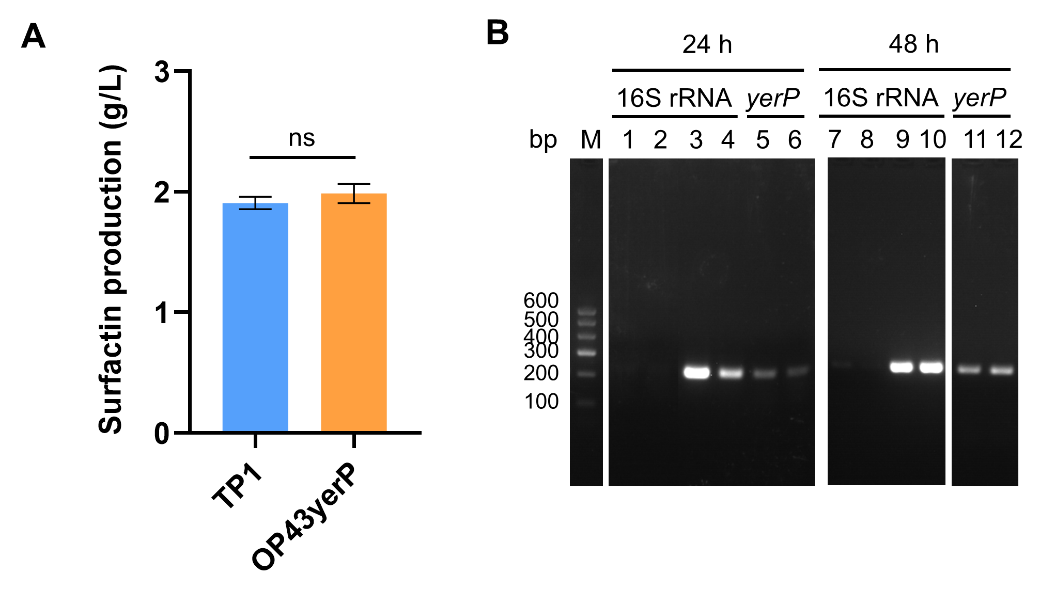 A
Surfactin production (g/L)
3
2
1
0
ns
TP1
OP43yerP
B
24 h
48 h
16S rRNA yerP
16S rRNA yerP
bp M 1 2 3 4 5 6 7 8 9 10 11 12
600
500
400
300
200
100